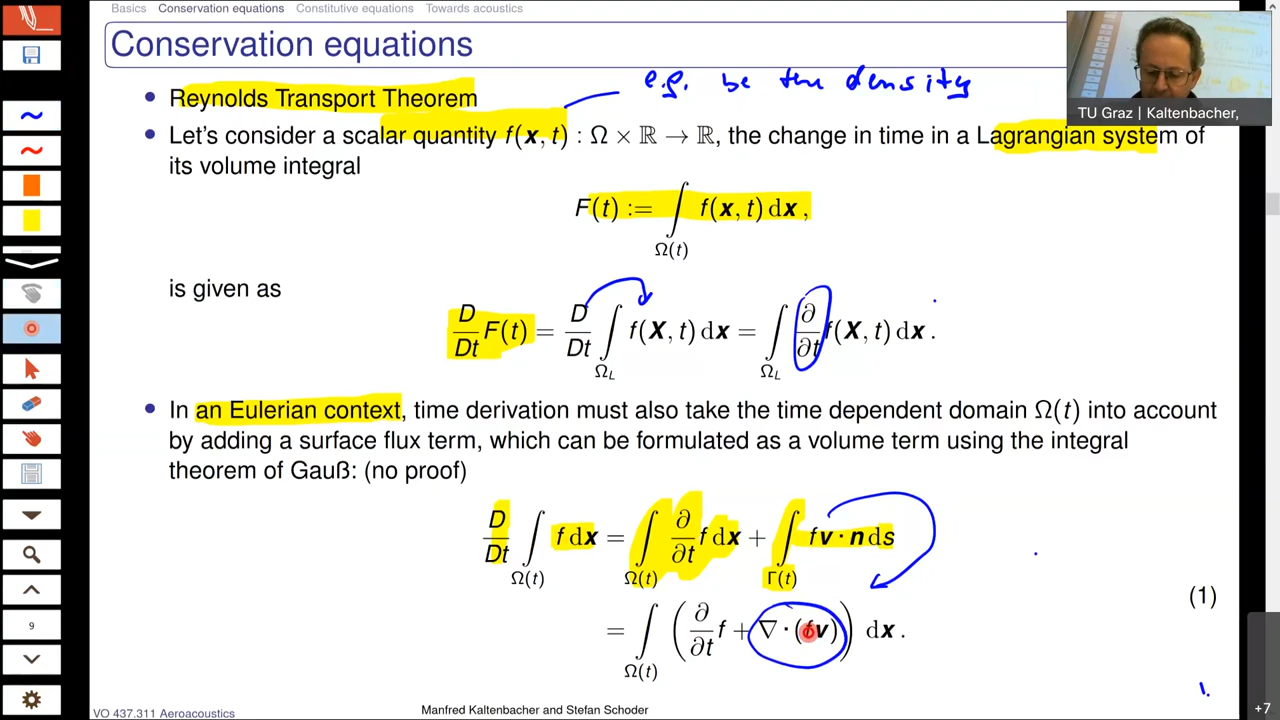 Basics Conservation equations Constitutive equations Towards acoustics
Conservation equations
e.g. be the density
• Reynolds Transport Theorem
• Let's consider a scalar quantity f(x, t) : Ω × ℝ → ℝ, the change in time in a Lagrangian system of
its volume integral
F(t) := ∫_{Ω(t)} f(x, t) dx ,
is given as
D/Dt F(t) = D/Dt ∫_{Ω_L} f(X, t) dx = ∫_{Ω_L} ∂/∂t f(X, t) dx .
• In an Eulerian context, time derivation must also take the time dependent domain Ω(t) into account
by adding a surface flux term, which can be formulated as a volume term using the integral
theorem of Gauß: (no proof)
D/Dt ∫_{Ω(t)} f dx = ∫_{Ω(t)} ∂/∂t f dx + ∫_{Γ(t)} f v · n ds
(1)
= ∫_{Ω(t)} ( ∂/∂t f + ∇ · (f v) ) dx .
VO 437.311 Aeroacoustics Manfred Kaltenbacher and Stefan Schoder
TU Graz | Kaltenbacher,
9
+7